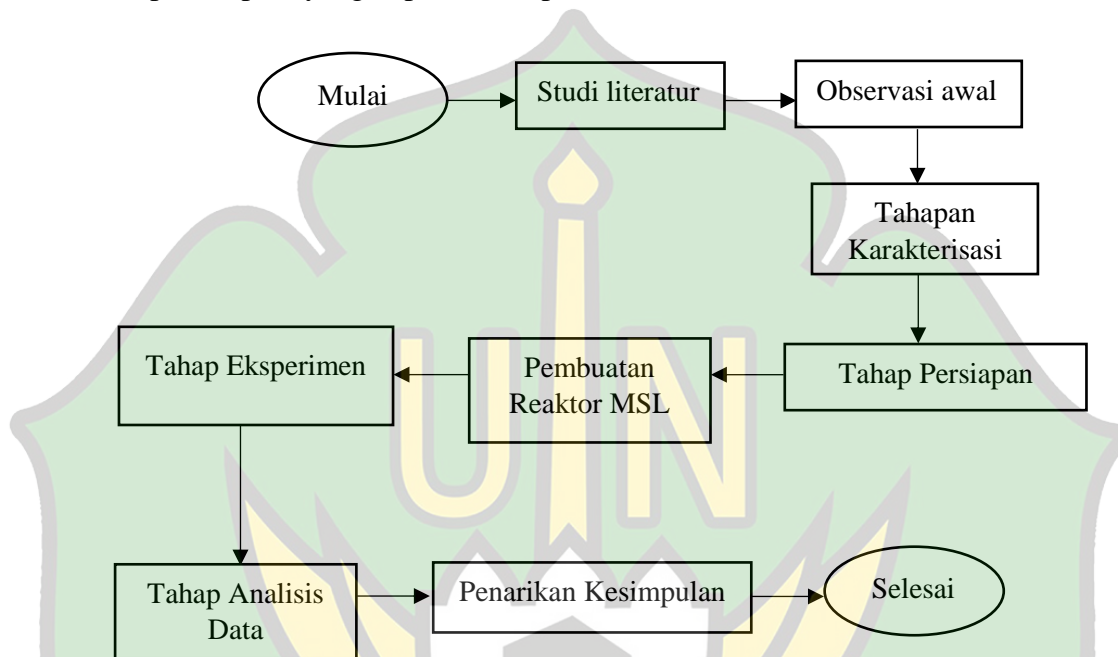 Mulai
Studi literatur
Observasi awal
Tahapan
Karakterisasi
Tahap Persiapan
Pembuatan
Reaktor MSL
Tahap Eksperimen
UIN
Tahap Analisis
Data
Penarikan Kesimpulan
Selesai